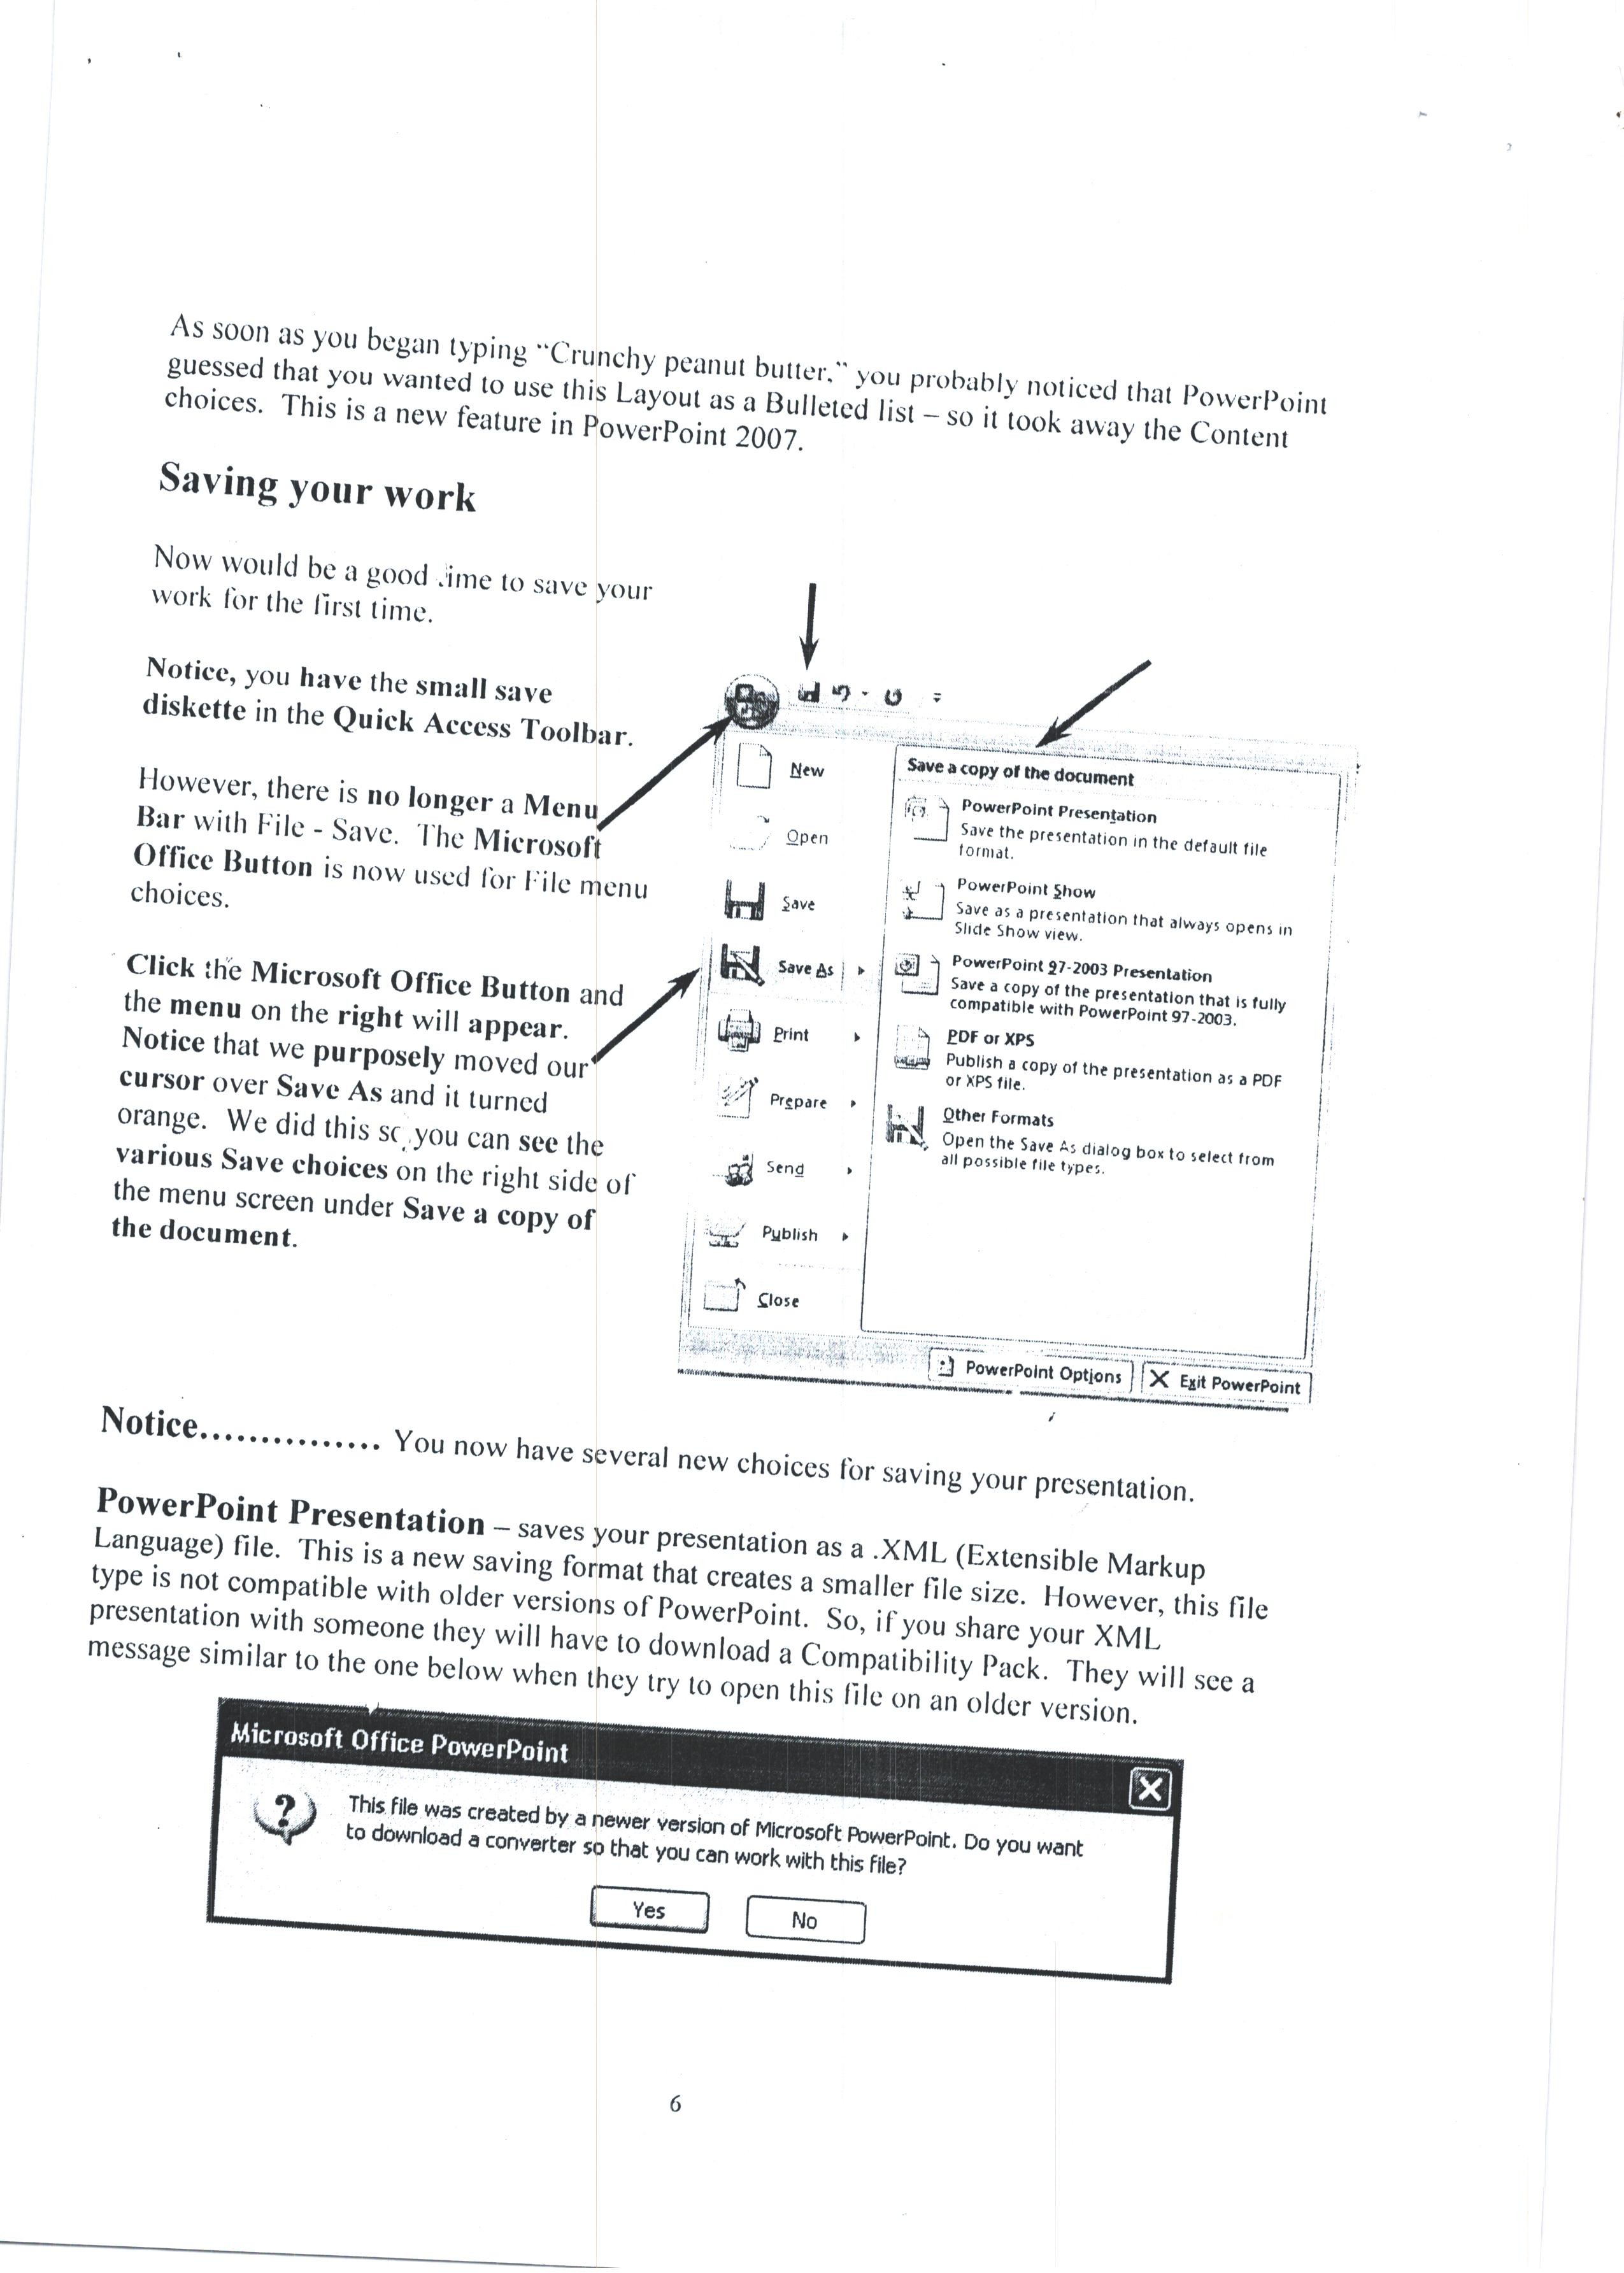 As soon as you began typing “Crunchy peanut butter,” you probably noticed that PowerPoint
guessed that you wanted to use this Layout as a Bulleted list – so it took away the Content
choices. This is a new feature in PowerPoint 2007.
Saving your work
Now would be a good time to save your
work for the first time.
Notice, you have the small save
diskette in the Quick Access Toolbar.
However, there is no longer a Menu
Bar with File - Save. The Microsoft
Office Button is now used for File menu
choices.
Click the Microsoft Office Button and
the menu on the right will appear.
Notice that we purposely moved our
cursor over Save As and it turned
orange. We did this so you can see the
various Save choices on the right side of
the menu screen under Save a copy of
the document.
New
Open
Save
Save As
Print
Prepare
Send
Publish
Close
Save a copy of the document
PowerPoint Presentation
Save the presentation in the default file
format.
PowerPoint Show
Save as a presentation that always opens in
Slide Show view.
PowerPoint 97-2003 Presentation
Save a copy of the presentation that is fully
compatible with PowerPoint 97-2003.
PDF or XPS
Publish a copy of the presentation as a PDF
or XPS file.
Other Formats
Open the Save As dialog box to select from
all possible file types.
PowerPoint Options
Exit PowerPoint
Notice............... You now have several new choices for saving your presentation.
PowerPoint Presentation – saves your presentation as a .XML (Extensible Markup
Language) file. This is a new saving format that creates a smaller file size. However, this file
type is not compatible with older versions of PowerPoint. So, if you share your XML
presentation with someone they will have to download a Compatibility Pack. They will see a
message similar to the one below when they try to open this file on an older version.
Microsoft Office PowerPoint
This file was created by a newer version of Microsoft PowerPoint. Do you want
to download a converter so that you can work with this file?
Yes
No
6